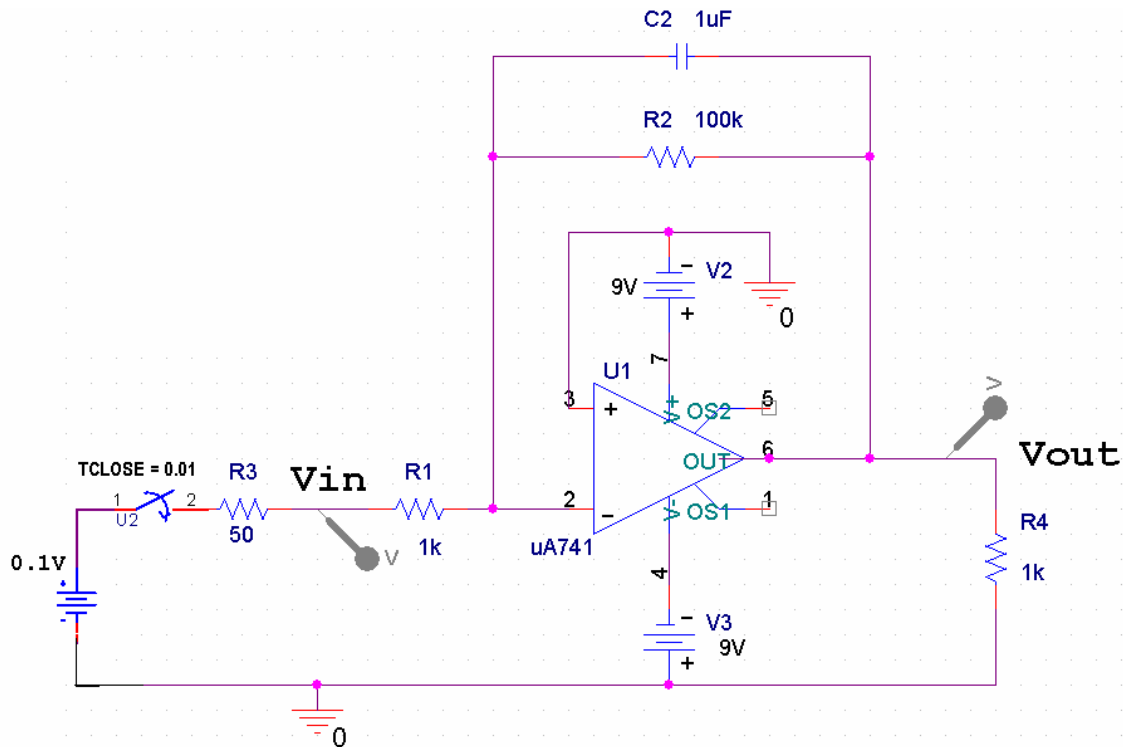 C2 1uF
R2 100k
V2
9V
-
+
0
7
U1
3
+
V+
OS2
5
OUT
6
V
Vout
TCLOSE = 0.01
1
2
U2
R3
50
Vin
V
R1
1k
2
-
V-
OS1
1
uA741
R4
1k
0.1V
+
-
4
-
V3
9V
+
0